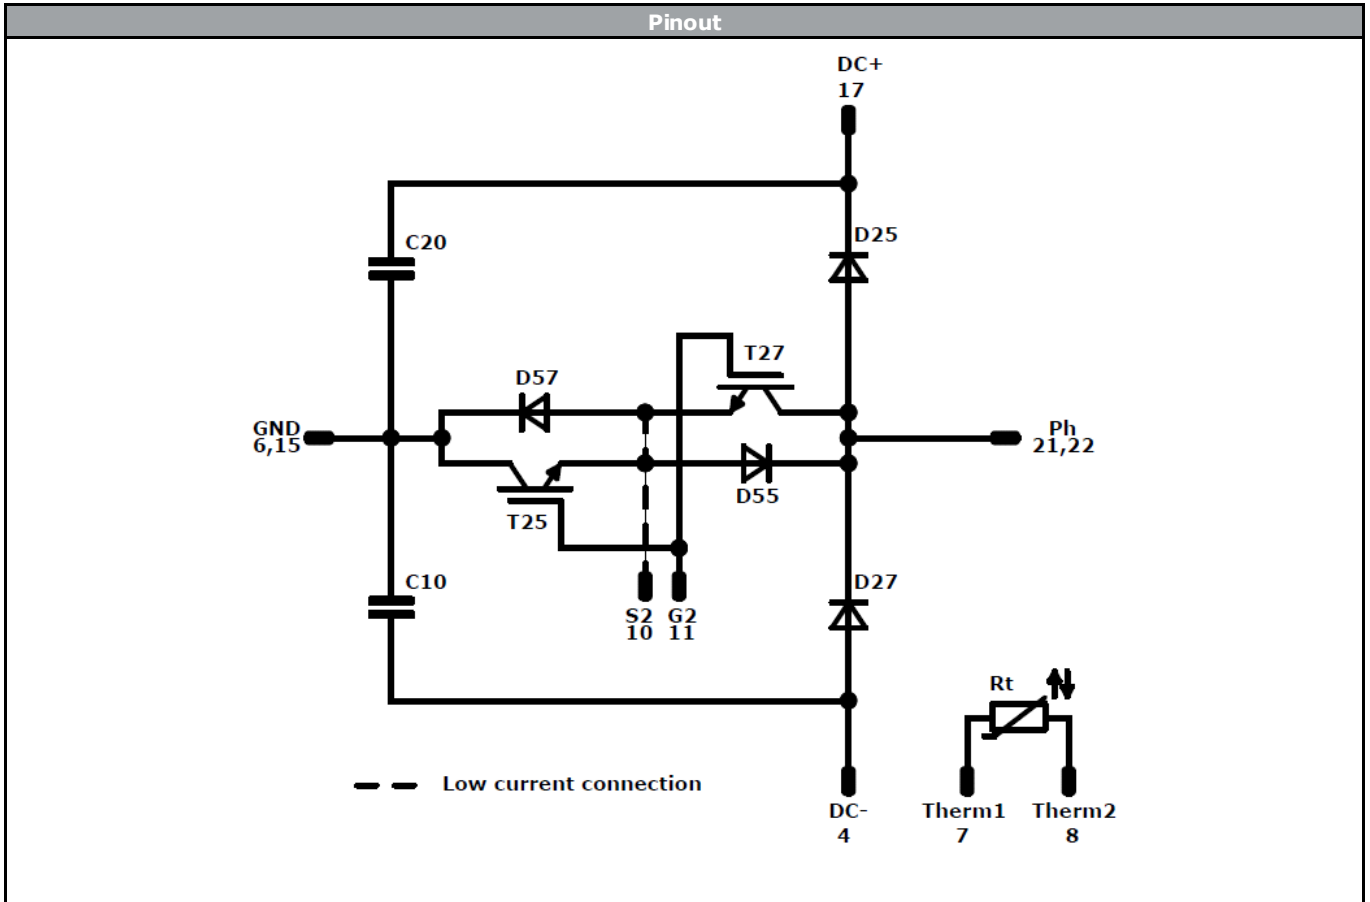 Pinout
DC+
17
C20
D25
T27
D57
GND
6,15
Ph
21,22
D55
T25
C10
D27
S2 G2
10 11
Rt
Low current connection
DC-
4
Therm1 Therm2
7 8